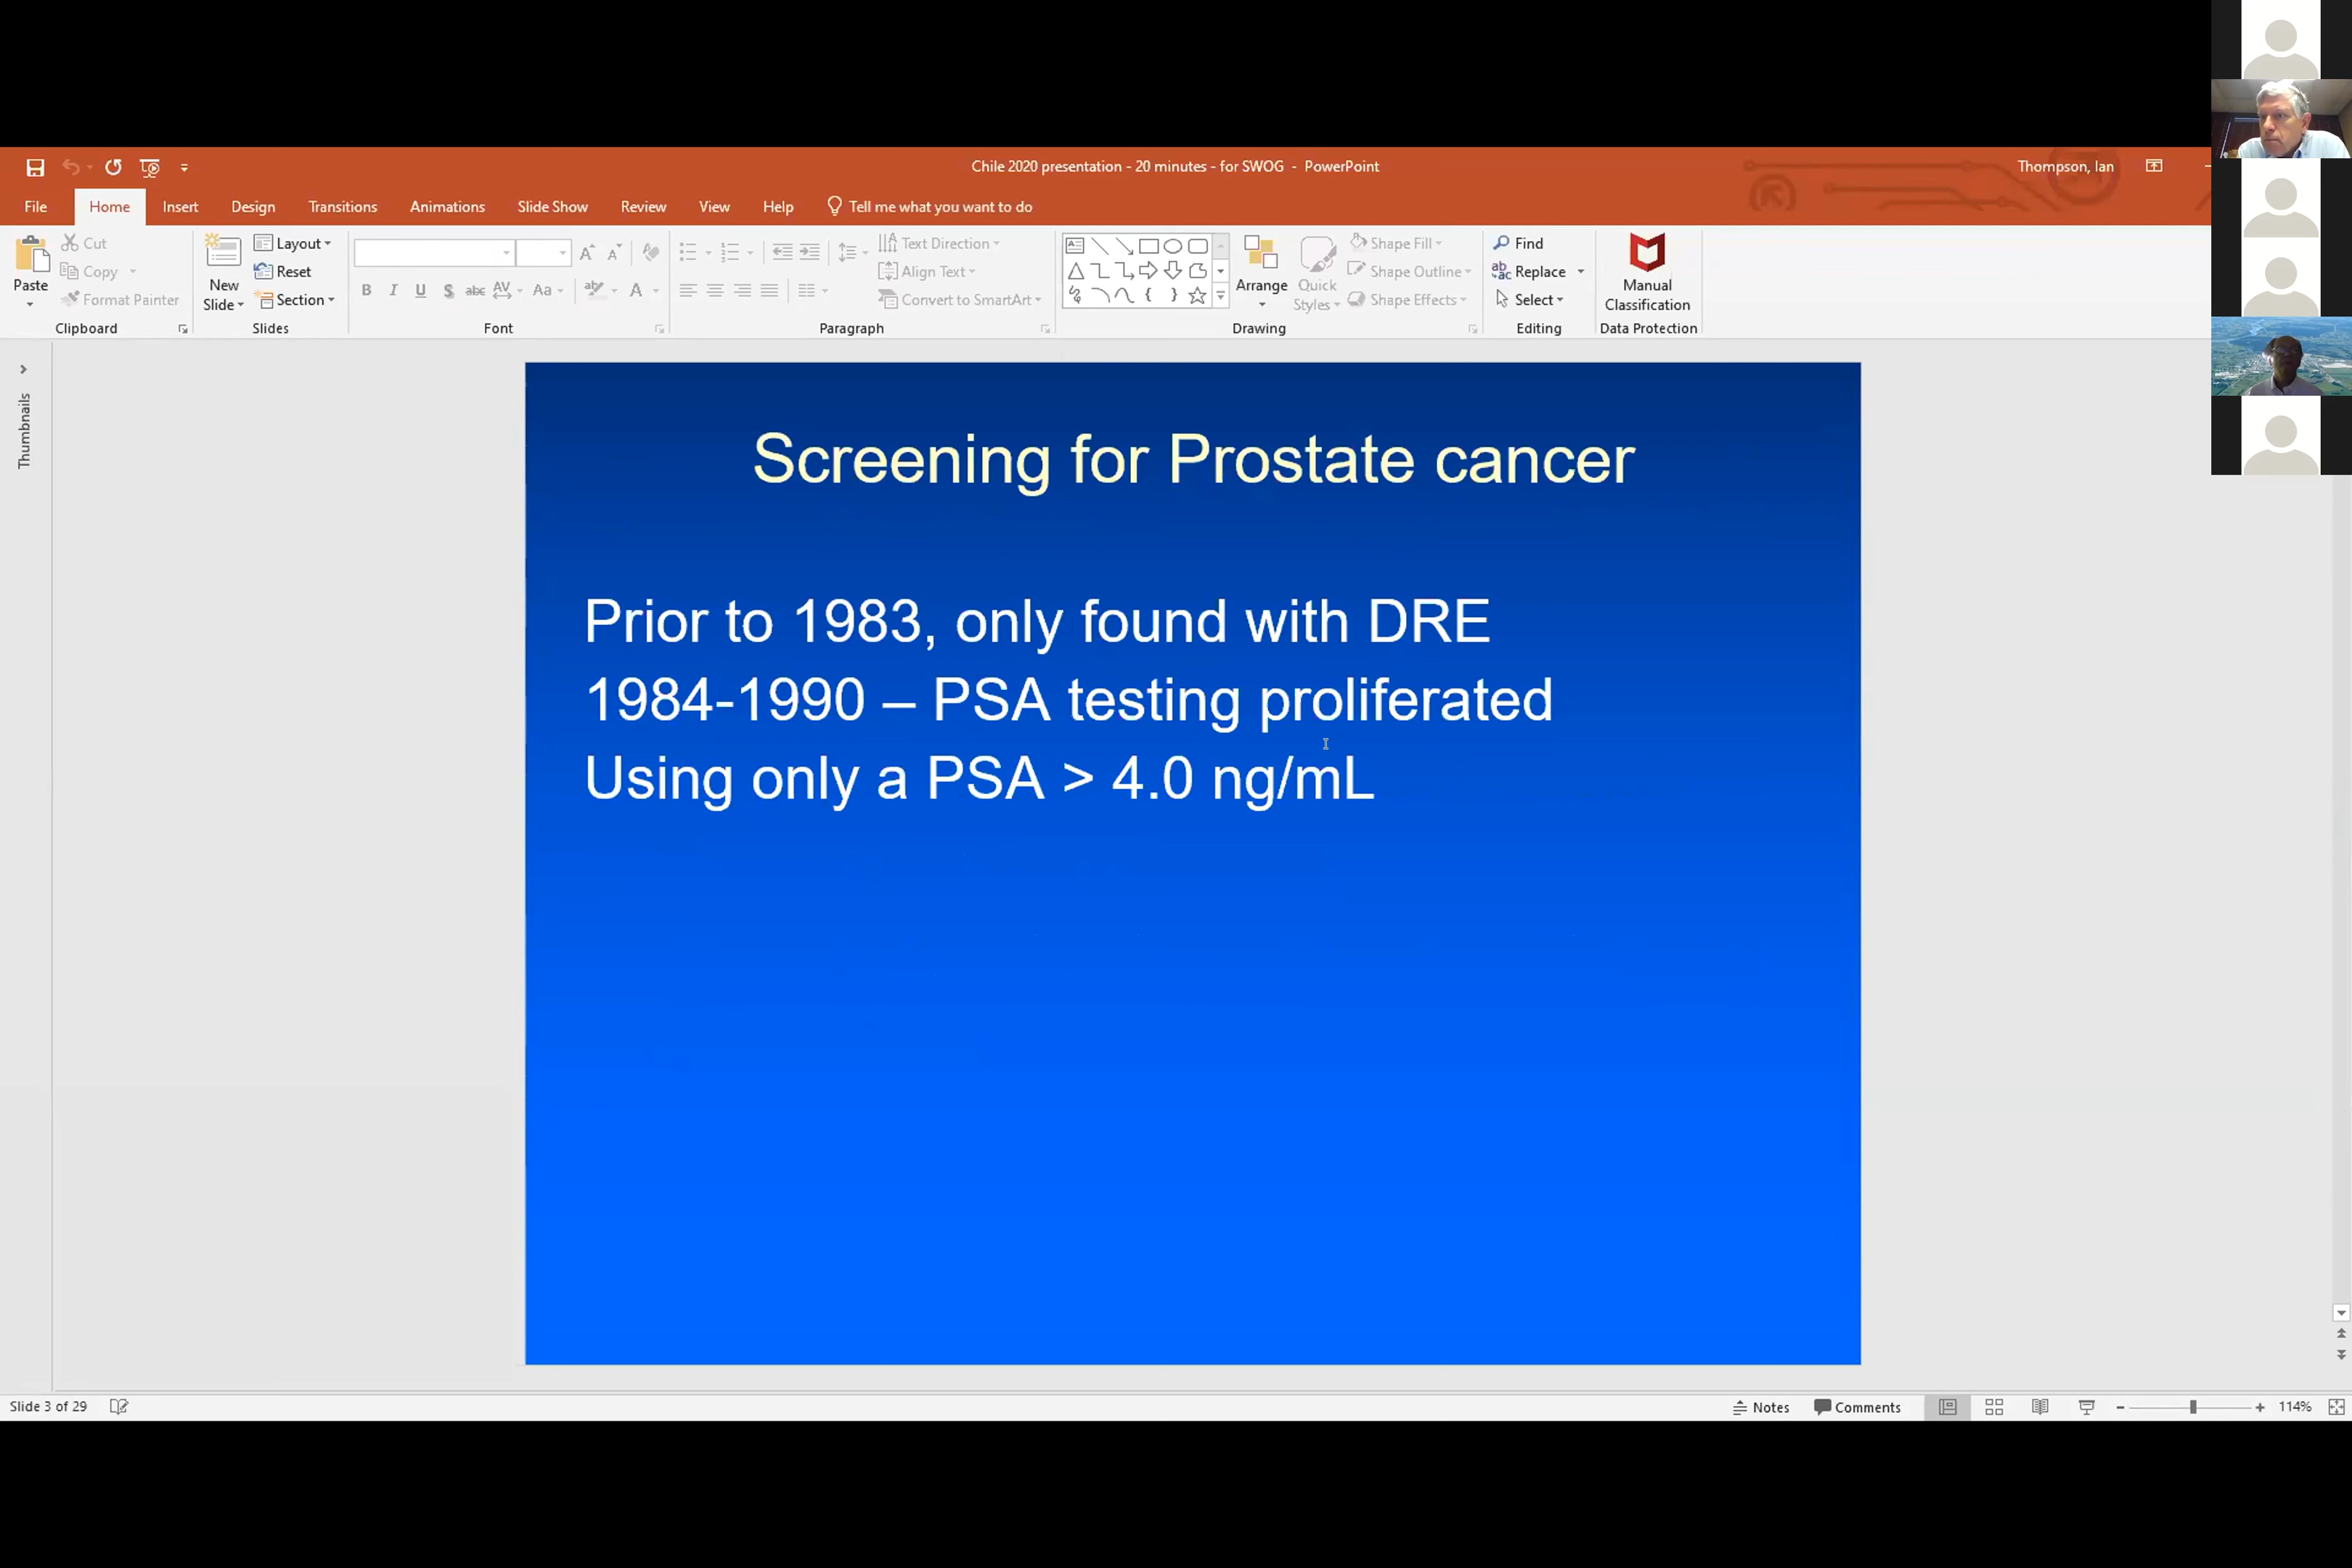 Chile 2020 presentation - 20 minutes - for SWOG - PowerPoint
Thompson, Ian
File Home Insert Design Transitions Animations Slide Show Review View Help Tell me what you want to do
Paste
Cut
Copy
Format Painter
Clipboard
New
Slide
Layout
Reset
Section
Slides
B I U S abc AV Aa A
Font
Text Direction
Align Text
Convert to SmartArt
Paragraph
Arrange
Quick
Styles
Shape Fill
Shape Outline
Shape Effects
Drawing
Find
Replace
Select
Editing
Manual
Classification
Data Protection
Thumbnails
Screening for Prostate cancer
Prior to 1983, only found with DRE
1984-1990 – PSA testing proliferated
Using only a PSA > 4.0 ng/mL
Slide 3 of 29
Notes
Comments
114%